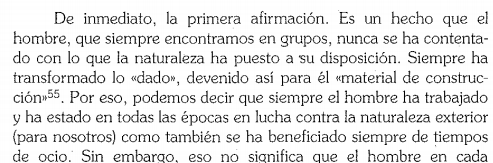 De inmediato, la primera afirmación. Es un hecho que el
hombre, que siempre encontramos en grupos, nunca se ha contenta-
do con lo que la naturaleza ha puesto a su disposición. Siempre ha
transformado lo «dado», devenido así para él «material de construc-
ción»⁵⁵. Por eso, podemos decir que siempre el hombre ha trabajado
y ha estado en todas las épocas en lucha contra la naturaleza exterior
(para nosotros) como también se ha beneficiado siempre de tiempos
de ocio. Sin embargo, eso no significa que el hombre en cada